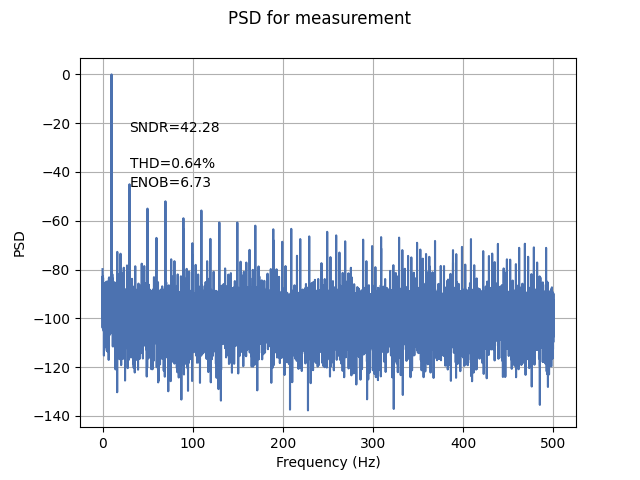 PSD for measurement
0
−20
−40
−60
−80
−100
−120
−140
PSD
SNDR=42.28
THD=0.64%
ENOB=6.73
0 100 200 300 400 500
Frequency (Hz)